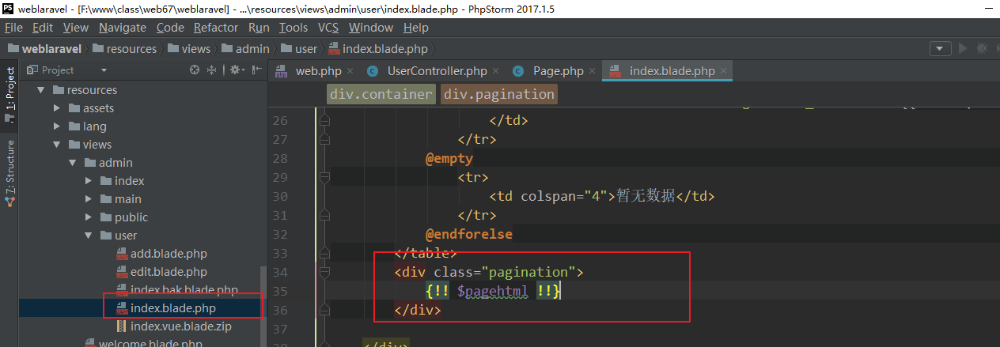 weblaravel - [F:\www\class\web67\weblaravel] - ...\resources\views\admin\user\index.blade.php - PhpStorm 2017.1.5
File Edit View Navigate Code Refactor Run Tools VCS Window Help
weblaravel resources views admin user index.blade.php
Project
web.php UserController.php Page.php index.blade.php
1: Project
7: Structure
resources
assets
lang
views
admin
index
main
public
user
add.blade.php
edit.blade.php
index.bak.blade.php
index.blade.php
index.vue.blade.zip
welcome.blade.php
div.container div.pagination
26 </td>
27 </tr>
28 @empty
29 <tr>
30 <td colspan="4">暂无数据</td>
31 </tr>
32 @endforelse
33 </table>
34 <div class="pagination">
35 {!! $pagehtml !!}
36 </div>
37
38 </div>